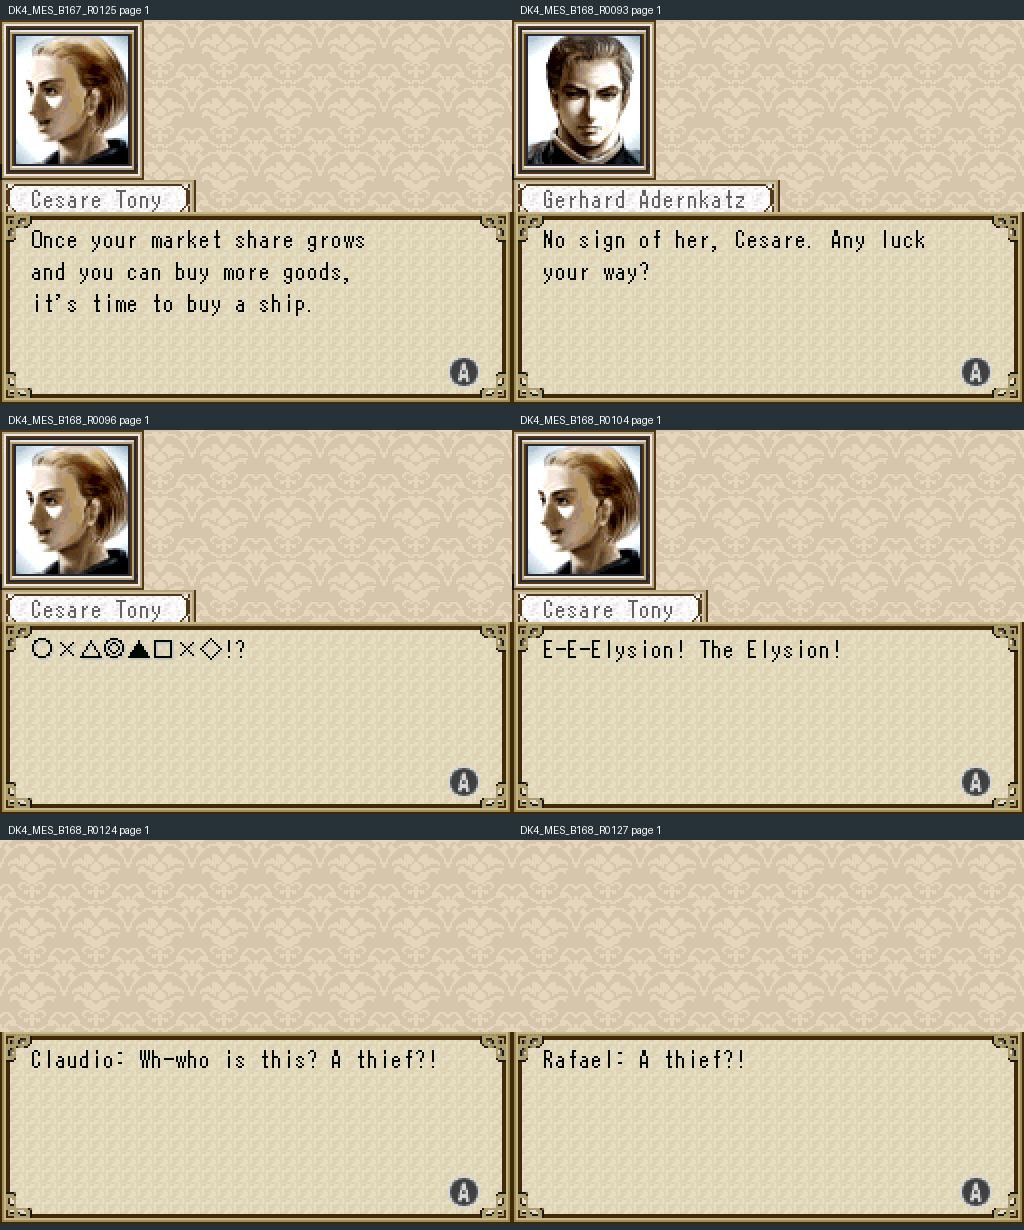 DK4_MES_B167_R0125 page 1
Cesare Tony
Once your market share grows
and you can buy more goods,
it's time to buy a ship.
A
DK4_MES_B168_R0093 page 1
Gerhard Adernkatz
No sign of her, Cesare. Any luck
your way?
A
DK4_MES_B168_R0096 page 1
Cesare Tony
○×△◎▲□×◇!?
A
DK4_MES_B168_R0104 page 1
Cesare Tony
E-E-Elysion! The Elysion!
A
DK4_MES_B168_R0124 page 1
Claudio: Wh-who is this? A thief?!
A
DK4_MES_B168_R0127 page 1
Rafael: A thief?!
A